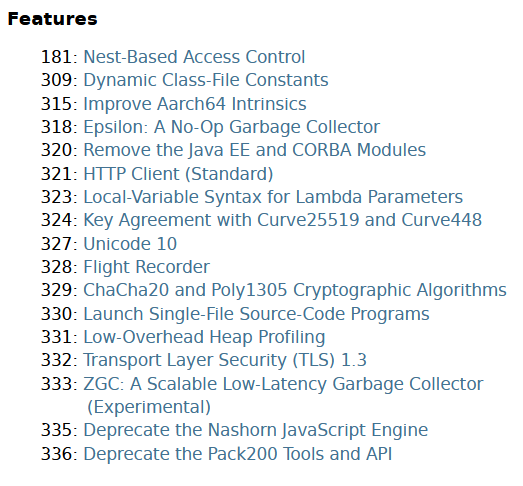 Features
181: Nest-Based Access Control
309: Dynamic Class-File Constants
315: Improve Aarch64 Intrinsics
318: Epsilon: A No-Op Garbage Collector
320: Remove the Java EE and CORBA Modules
321: HTTP Client (Standard)
323: Local-Variable Syntax for Lambda Parameters
324: Key Agreement with Curve25519 and Curve448
327: Unicode 10
328: Flight Recorder
329: ChaCha20 and Poly1305 Cryptographic Algorithms
330: Launch Single-File Source-Code Programs
331: Low-Overhead Heap Profiling
332: Transport Layer Security (TLS) 1.3
333: ZGC: A Scalable Low-Latency Garbage Collector
(Experimental)
335: Deprecate the Nashorn JavaScript Engine
336: Deprecate the Pack200 Tools and API